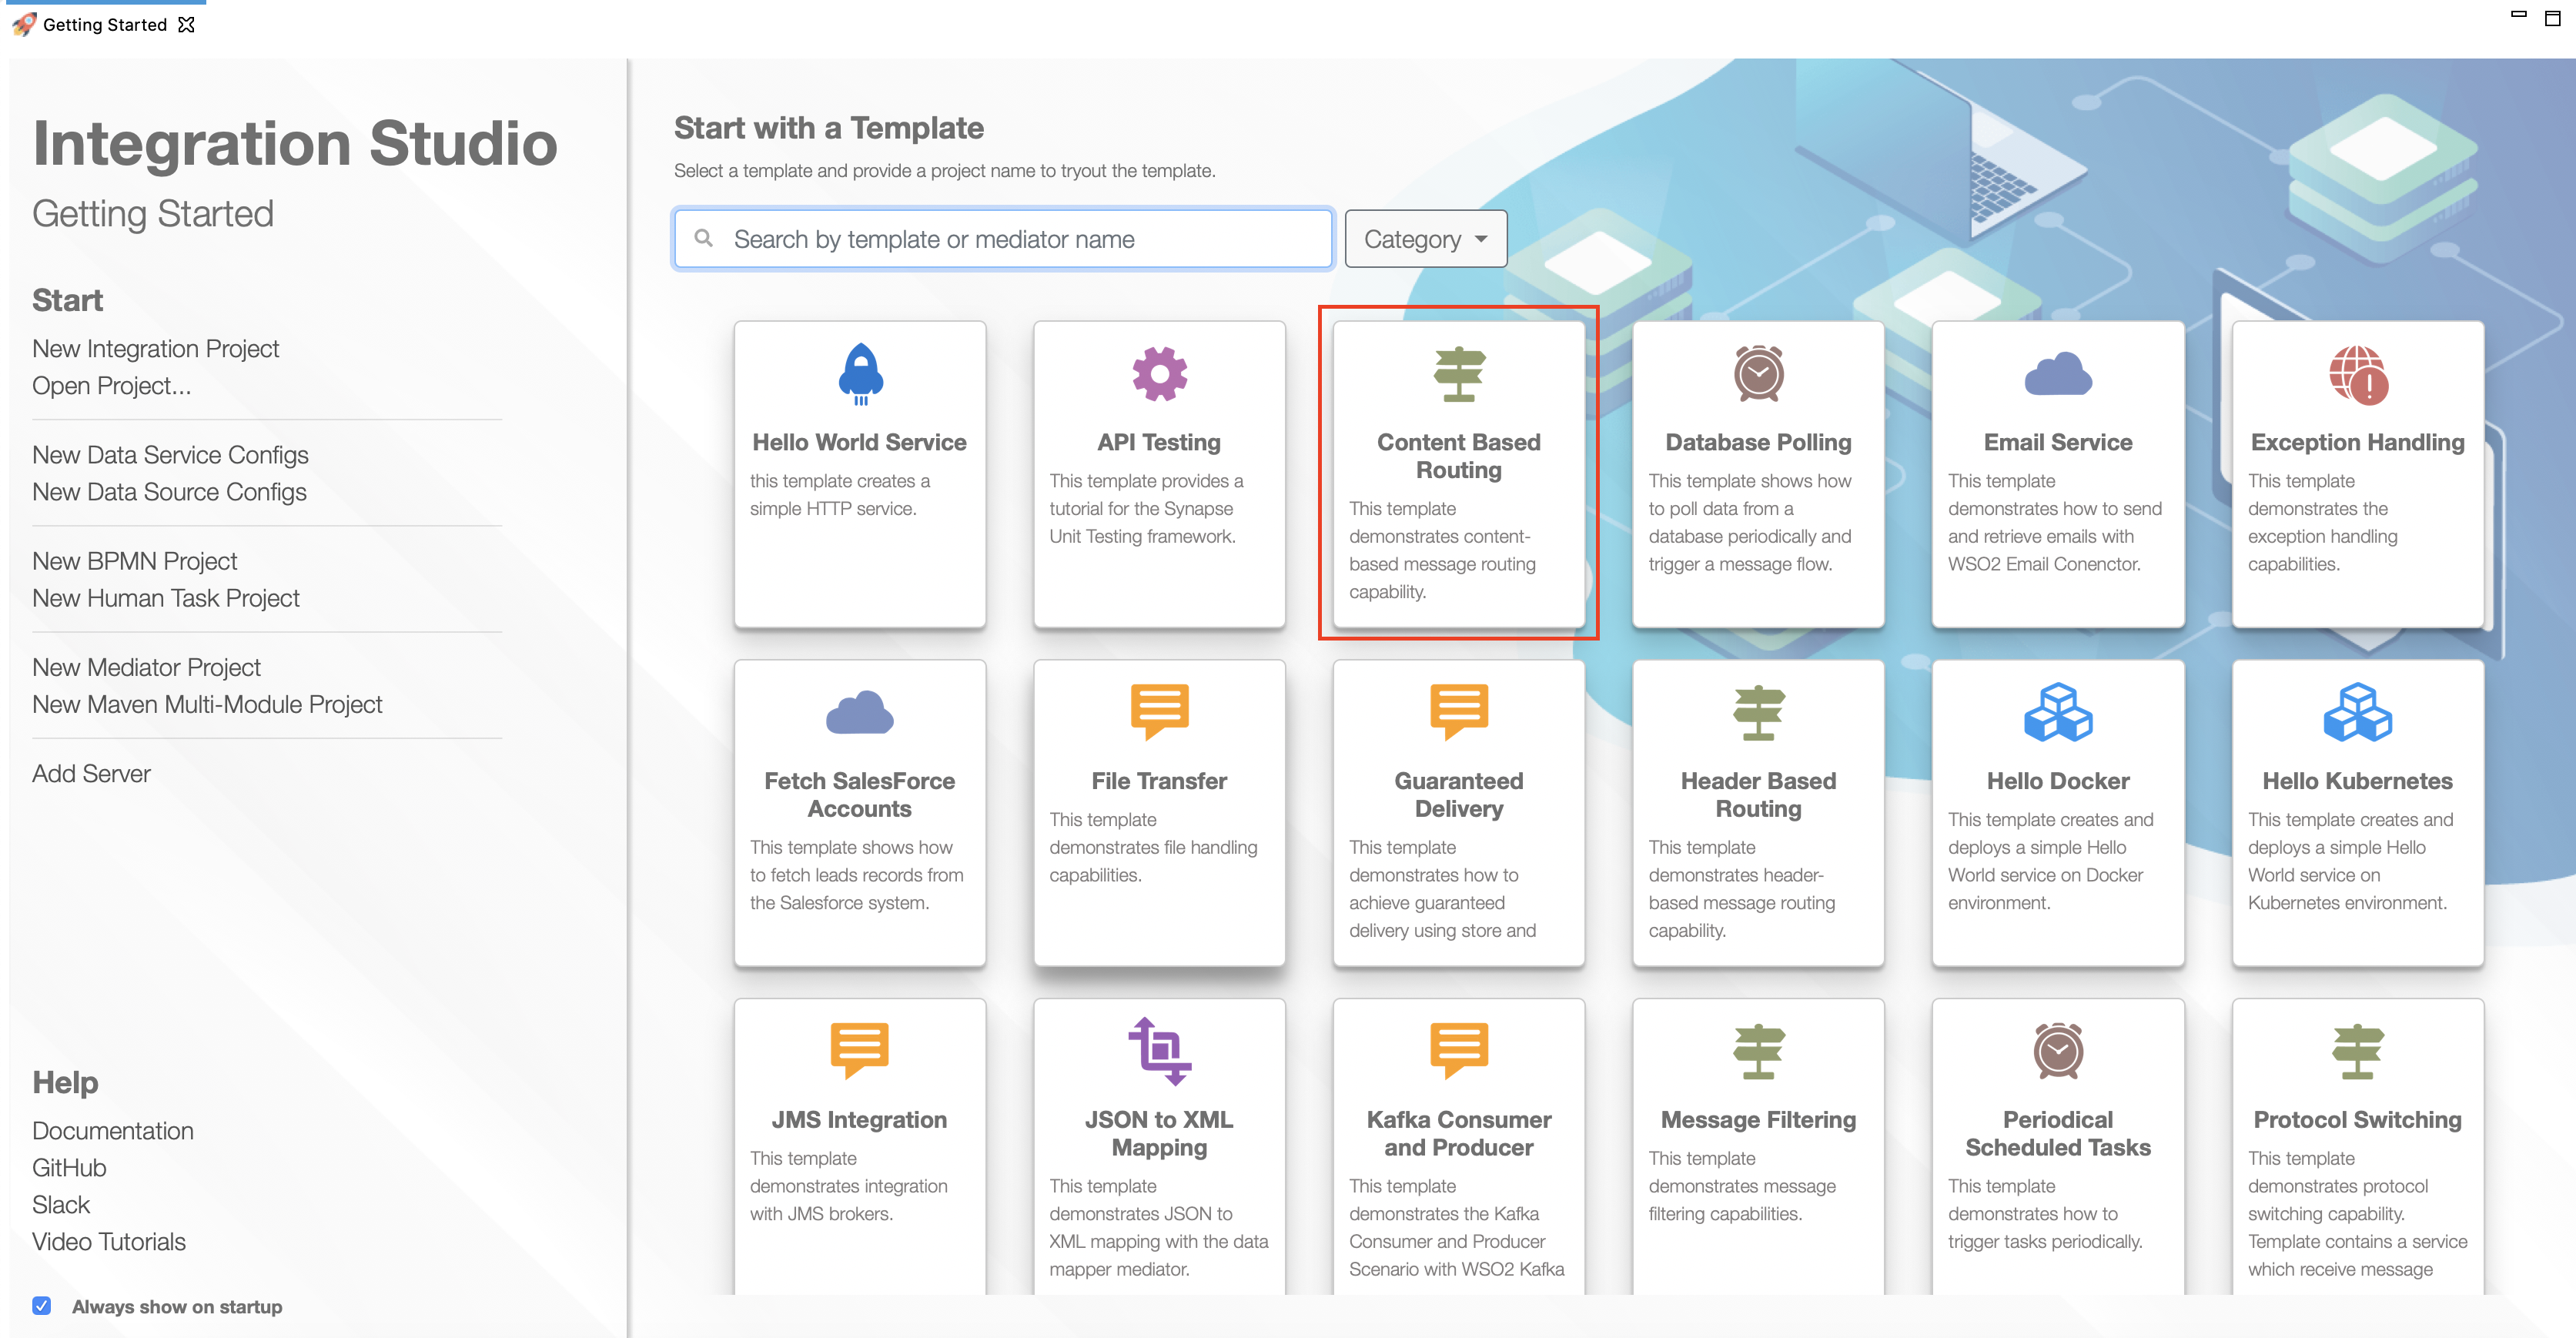 Getting Started
Integration Studio
Getting Started
Start
New Integration Project
Open Project...
New Data Service Configs
New Data Source Configs
New BPMN Project
New Human Task Project
New Mediator Project
New Maven Multi-Module Project
Add Server
Help
Documentation
GitHub
Slack
Video Tutorials
Always show on startup
Start with a Template
Select a template and provide a project name to tryout the template.
Search by template or mediator name
Category
Hello World Service
this template creates a
simple HTTP service.
API Testing
This template provides a
tutorial for the Synapse
Unit Testing framework.
Content Based
Routing
This template
demonstrates content-
based message routing
capability.
Database Polling
This template shows how
to poll data from a
database periodically and
trigger a message flow.
Email Service
This template
demonstrates how to send
and retrieve emails with
WSO2 Email Conenctor.
Exception Handling
This template
demonstrates the
exception handling
capabilities.
Fetch SalesForce
Accounts
This template shows how
to fetch leads records from
the Salesforce system.
File Transfer
This template
demonstrates file handling
capabilities.
Guaranteed
Delivery
This template
demonstrates how to
achieve guaranteed
delivery using store and
Header Based
Routing
This template
demonstrates header-
based message routing
capability.
Hello Docker
This template creates and
deploys a simple Hello
World service on Docker
environment.
Hello Kubernetes
This template creates and
deploys a simple Hello
World service on
Kubernetes environment.
JMS Integration
This template
demonstrates integration
with JMS brokers.
JSON to XML
Mapping
This template
demonstrates JSON to
XML mapping with the data
mapper mediator.
Kafka Consumer
and Producer
This template
demonstrates the Kafka
Consumer and Producer
Scenario with WSO2 Kafka
Message Filtering
This template
demonstrates message
filtering capabilities.
Periodical
Scheduled Tasks
This template
demonstrates how to
trigger tasks periodically.
Protocol Switching
This template
demonstrates protocol
switching capability.
Template contains a service
which receive message